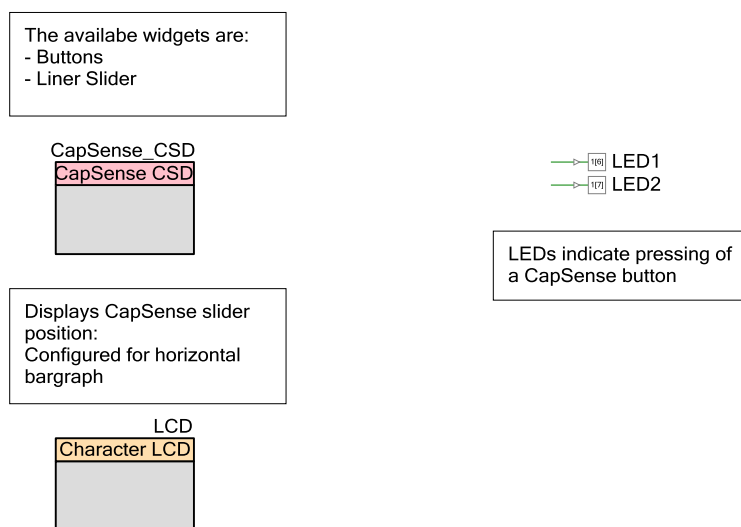 The availabe widgets are:
- Buttons
- Liner Slider
CapSense_CSD
CapSense CSD
1[6] LED1
1[7] LED2
LEDs indicate pressing of
a CapSense button
Displays CapSense slider
position:
Configured for horizontal
bargraph
LCD
Character LCD